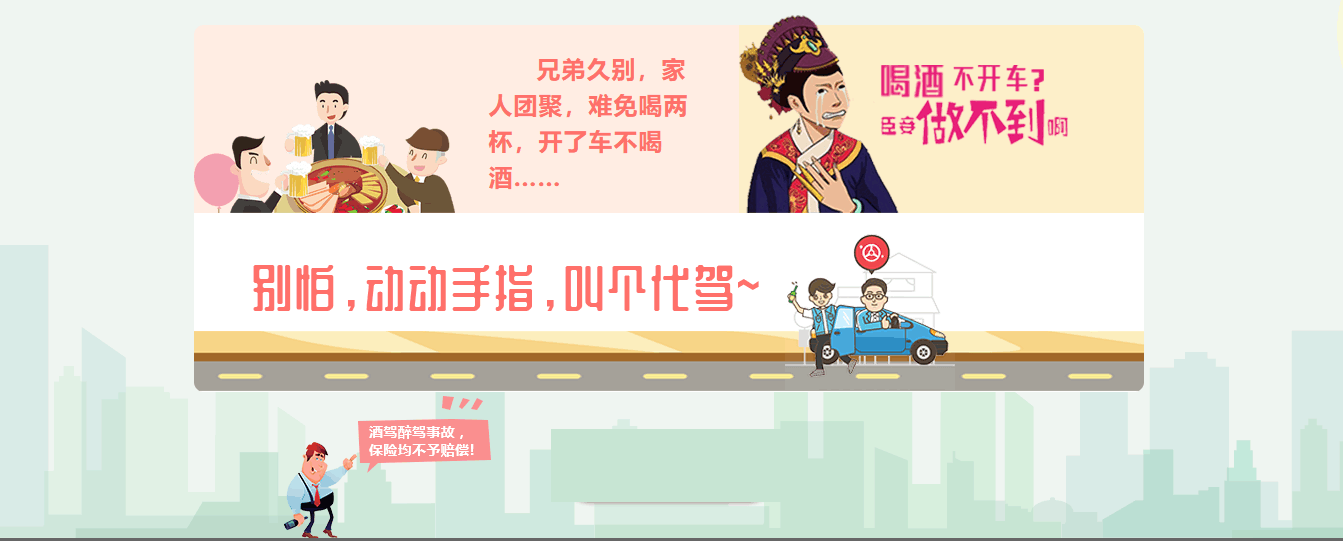 兄弟久别，家
人团聚，难免喝两
杯，开了车不喝
酒……
喝酒不开车?
臣妾做不到啊
别怕,动动手指,叫个代驾~
酒驾醉驾事故，
保险均不予赔偿!